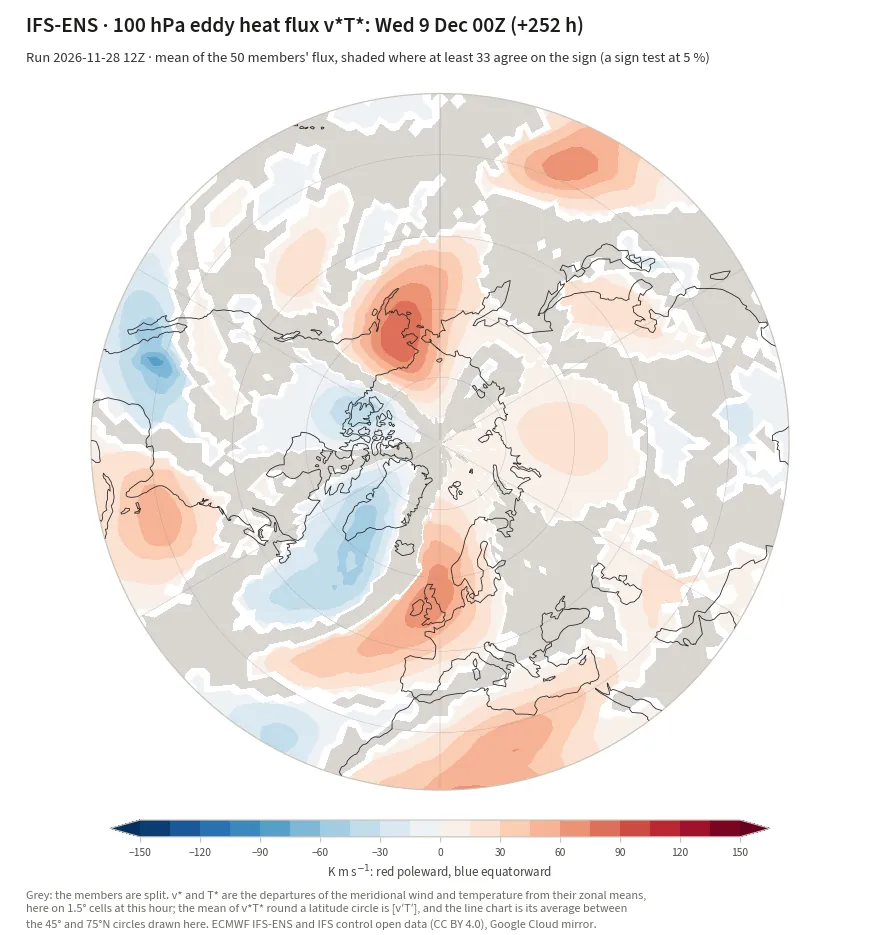 IFS-ENS · 100 hPa eddy heat flux v*T*: Wed 9 Dec 00Z (+252 h)
Run 2026-11-28 12Z · mean of the 50 members' flux, shaded where at least 33 agree on the sign (a sign test at 5 %)
−150 −120 −90 −60 −30 0 30 60 90 120 150
K m s⁻¹: red poleward, blue equatorward
Grey: the members are split. v* and T* are the departures of the meridional wind and temperature from their zonal means,
here on 1.5° cells at this hour; the mean of v*T* round a latitude circle is [v′T′], and the line chart is its average between
the 45° and 75°N circles drawn here. ECMWF IFS-ENS and IFS control open data (CC BY 4.0), Google Cloud mirror.